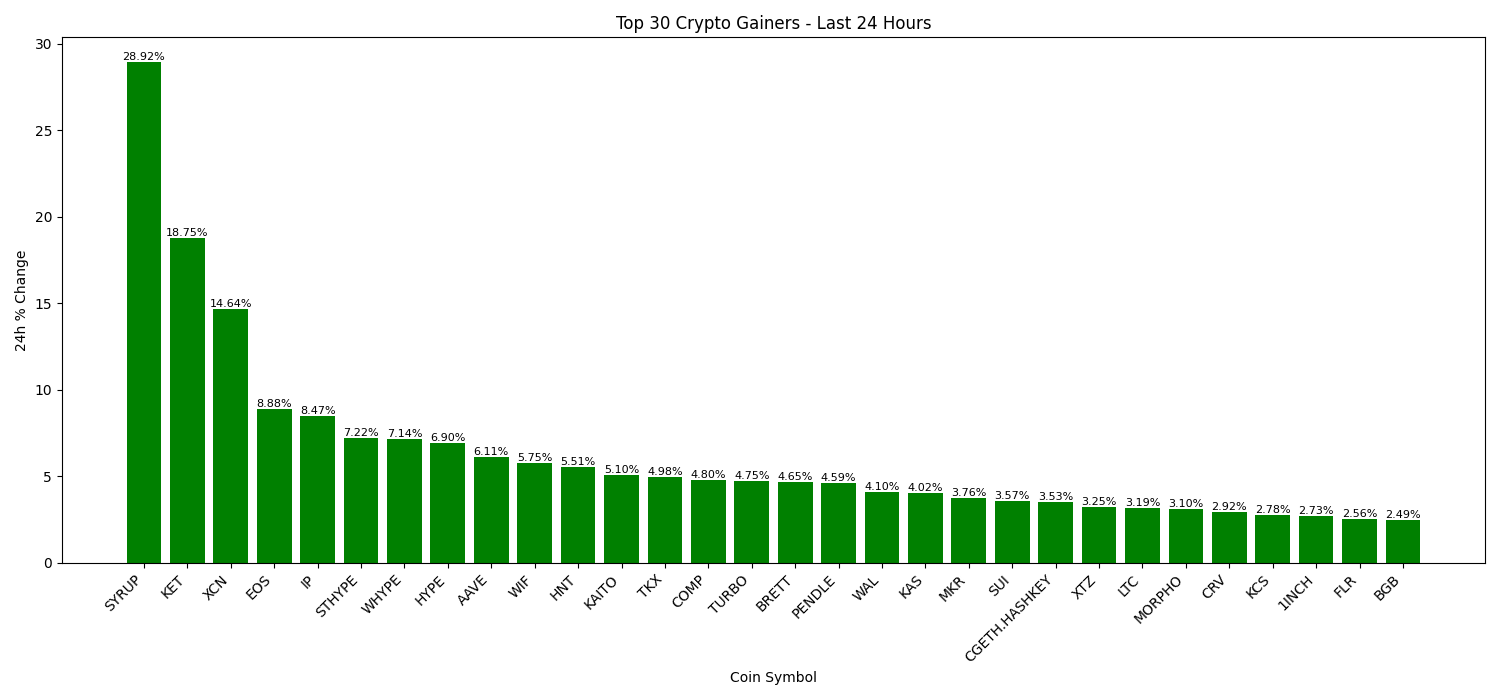 Top 30 Crypto Gainers - Last 24 Hours
24h % Change
30
25
20
15
10
5
0
28.92%
18.75%
14.64%
8.88%
8.47%
7.22%
7.14%
6.90%
6.11%
5.75%
5.51%
5.10%
4.98%
4.80%
4.75%
4.65%
4.59%
4.10%
4.02%
3.76%
3.57%
3.53%
3.25%
3.19%
3.10%
2.92%
2.78%
2.73%
2.56%
2.49%
SYRUP
KET
XCN
EOS
IP
STHYPE
WHYPE
HYPE
AAVE
WIF
HNT
KAITO
TKX
COMP
TURBO
BRETT
PENDLE
WAL
KAS
MKR
SUI
CGETH.HASHKEY
XTZ
LTC
MORPHO
CRV
KCS
1INCH
FLR
BGB
Coin Symbol